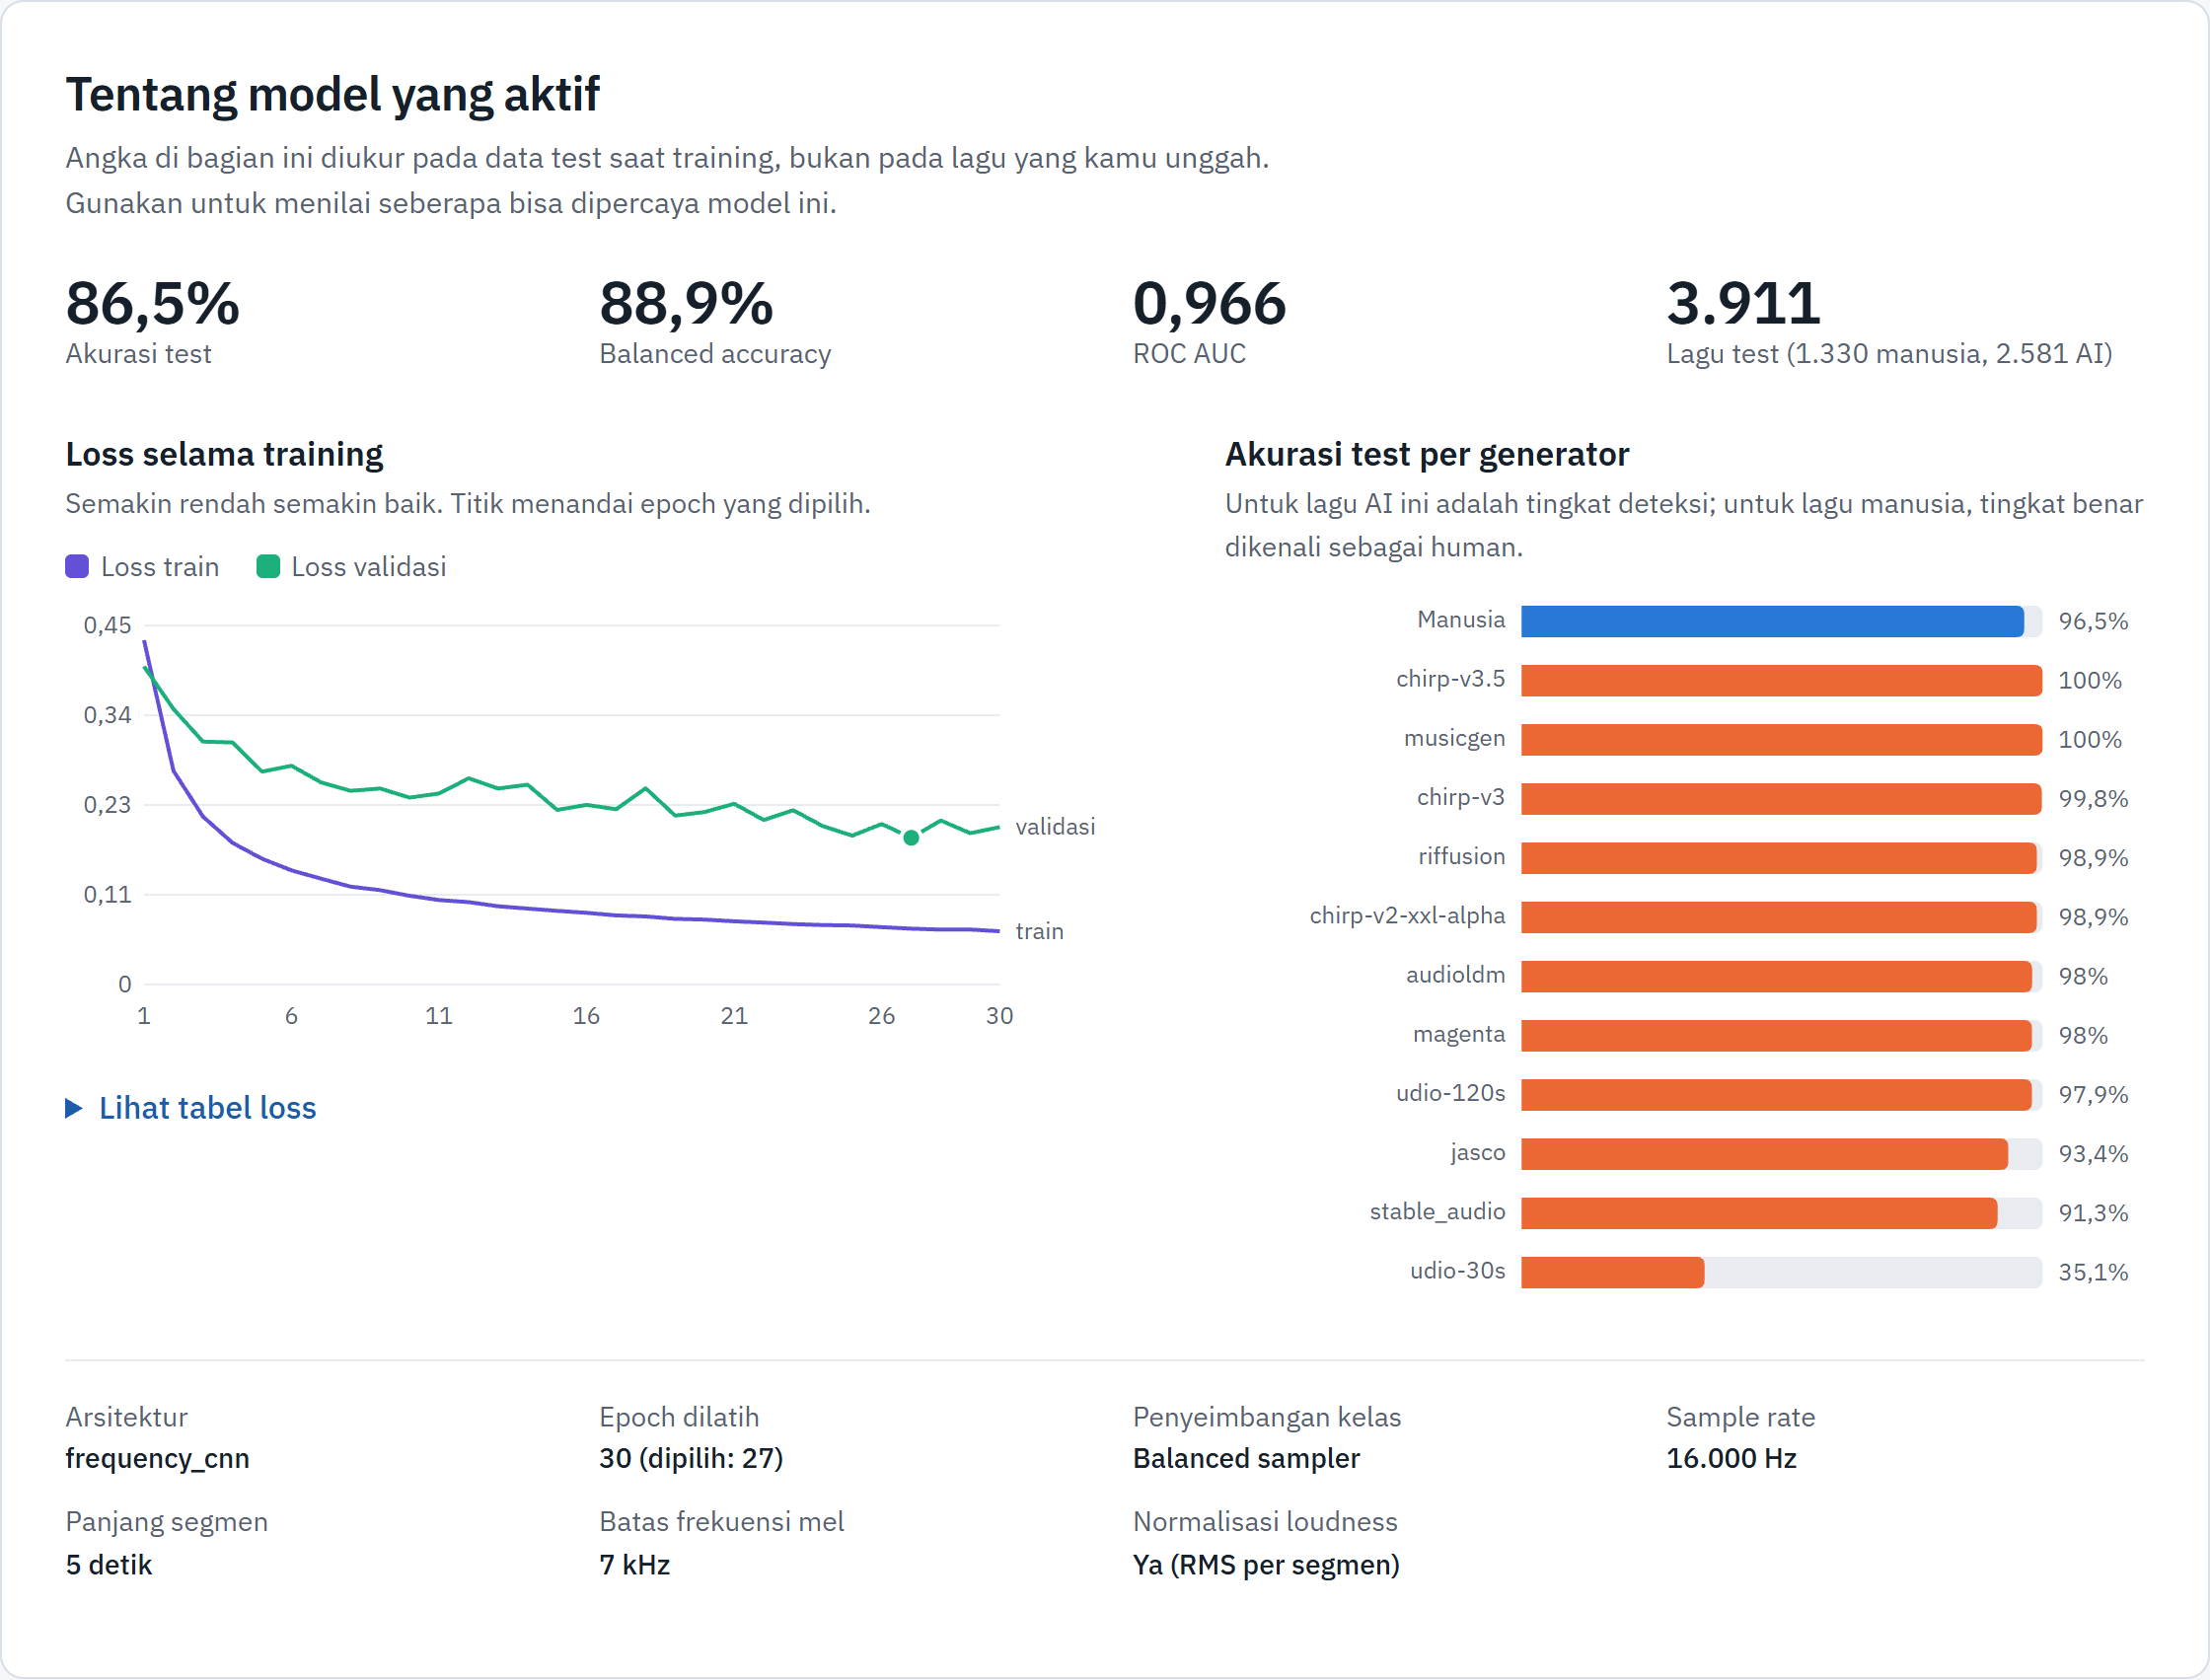 Tentang model yang aktif
Angka di bagian ini diukur pada data test saat training, bukan pada lagu yang kamu unggah.
Gunakan untuk menilai seberapa bisa dipercaya model ini.
86,5%
Akurasi test
88,9%
Balanced accuracy
0,966
ROC AUC
3.911
Lagu test (1.330 manusia, 2.581 AI)
Loss selama training
Semakin rendah semakin baik. Titik menandai epoch yang dipilih.
Loss train
Loss validasi
0,45
0,34
0,23
0,11
0
validasi
train
1 6 11 16 21 26 30
Lihat tabel loss
Akurasi test per generator
Untuk lagu AI ini adalah tingkat deteksi; untuk lagu manusia, tingkat benar
dikenali sebagai human.
Manusia 96,5%
chirp-v3.5 100%
musicgen 100%
chirp-v3 99,8%
riffusion 98,9%
chirp-v2-xxl-alpha 98,9%
audioldm 98%
magenta 98%
udio-120s 97,9%
jasco 93,4%
stable_audio 91,3%
udio-30s 35,1%
Arsitektur
frequency_cnn
Epoch dilatih
30 (dipilih: 27)
Penyeimbangan kelas
Balanced sampler
Sample rate
16.000 Hz
Panjang segmen
5 detik
Batas frekuensi mel
7 kHz
Normalisasi loudness
Ya (RMS per segmen)